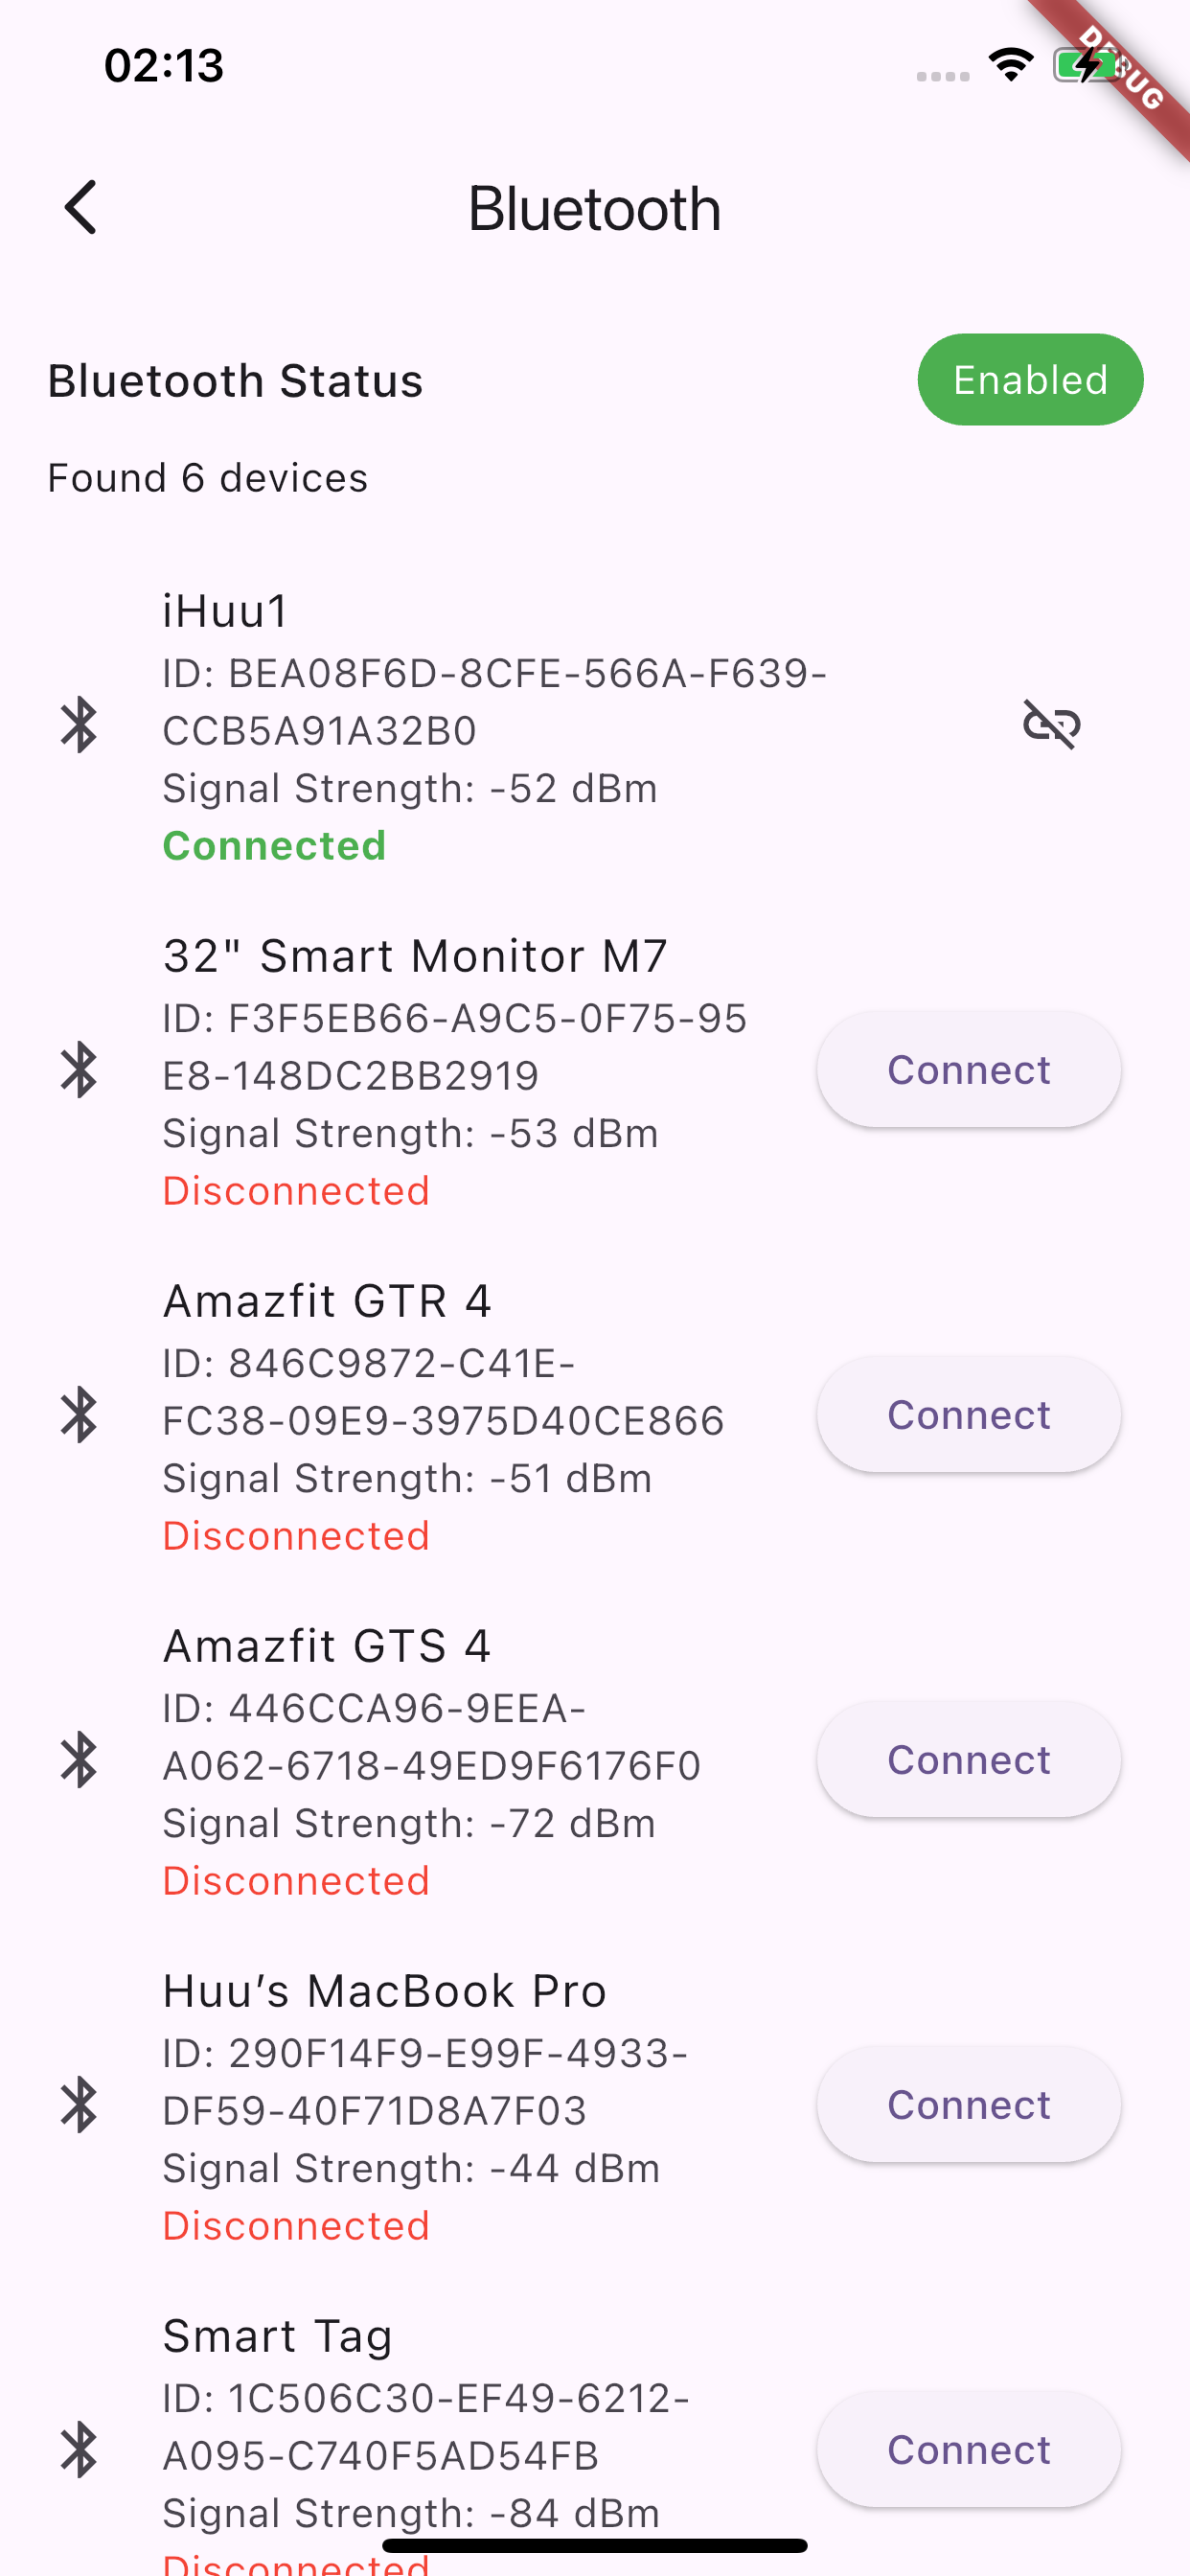 02:13
DEBUG
Bluetooth
Bluetooth Status
Enabled
Found 6 devices
iHuu1
ID: BEA08F6D-8CFE-566A-F639-
CCB5A91A32B0
Signal Strength: -52 dBm
Connected
32" Smart Monitor M7
ID: F3F5EB66-A9C5-0F75-95
E8-148DC2BB2919
Signal Strength: -53 dBm
Disconnected
Connect
Amazfit GTR 4
ID: 846C9872-C41E-
FC38-09E9-3975D40CE866
Signal Strength: -51 dBm
Disconnected
Connect
Amazfit GTS 4
ID: 446CCA96-9EEA-
A062-6718-49ED9F6176F0
Signal Strength: -72 dBm
Disconnected
Connect
Huu’s MacBook Pro
ID: 290F14F9-E99F-4933-
DF59-40F71D8A7F03
Signal Strength: -44 dBm
Disconnected
Connect
Smart Tag
ID: 1C506C30-EF49-6212-
A095-C740F5AD54FB
Signal Strength: -84 dBm
Disconnected
Connect